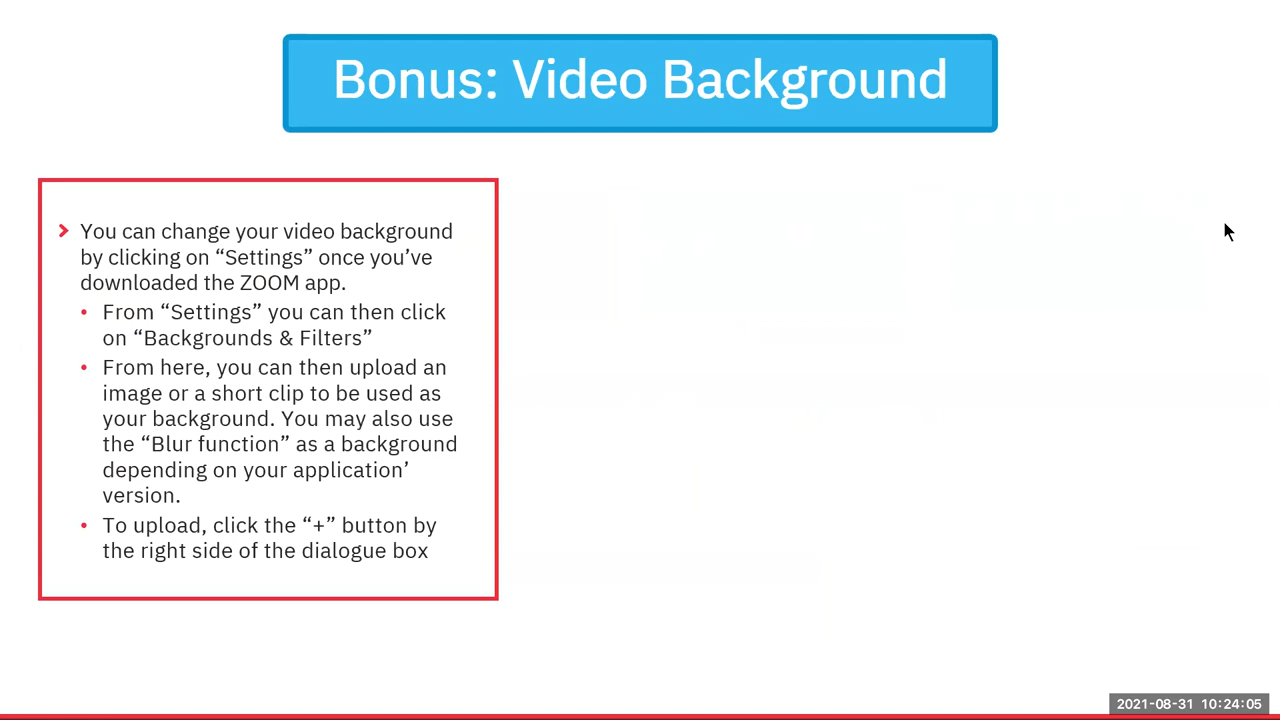 Bonus: Video Background
You can change your video background
by clicking on “Settings” once you’ve
downloaded the ZOOM app.
• From “Settings” you can then click
on “Backgrounds & Filters”
• From here, you can then upload an
image or a short clip to be used as
your background. You may also use
the “Blur function” as a background
depending on your application’
version.
• To upload, click the “+” button by
the right side of the dialogue box
2021-08-31 10:24:05